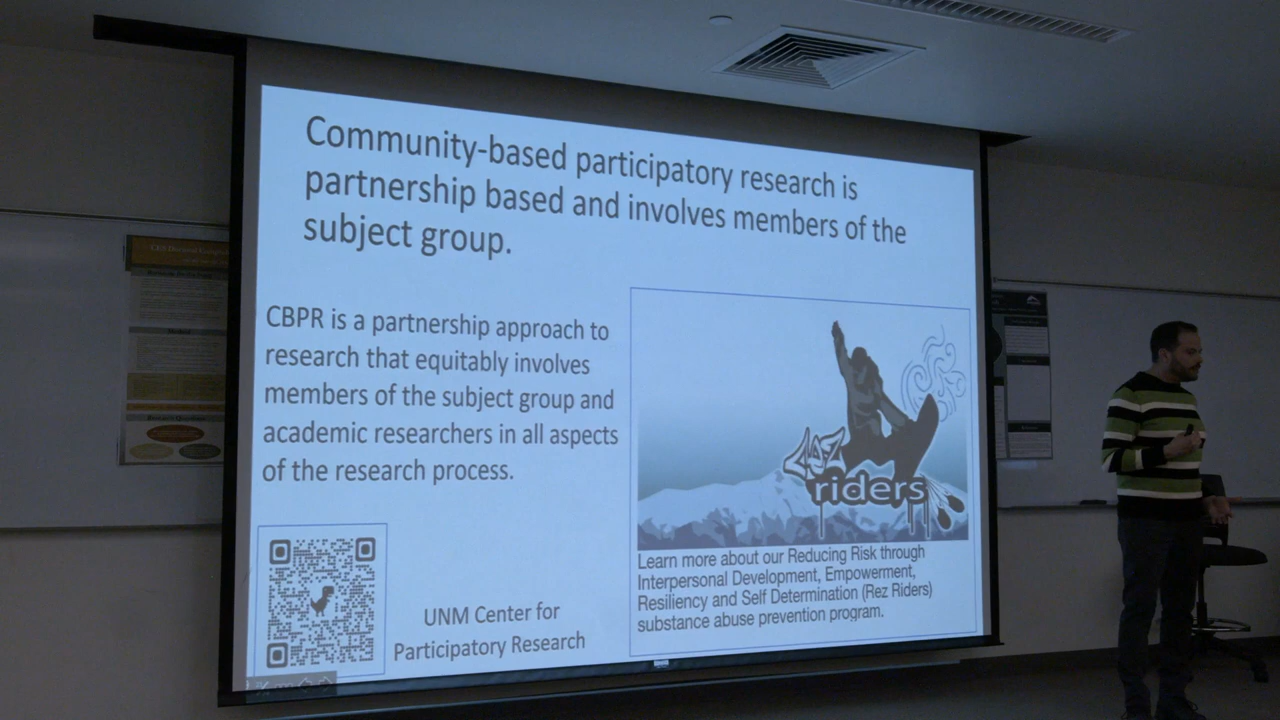 Community-based participatory research is
partnership based and involves members of the
subject group.
CBPR is a partnership approach to
research that equitably involves
members of the subject group and
academic researchers in all aspects
of the research process.
UNM Center for
Participatory Research
rez
riders
Learn more about our Reducing Risk through
Interpersonal Development, Empowerment,
Resiliency and Self Determination (Rez Riders)
substance abuse prevention program.